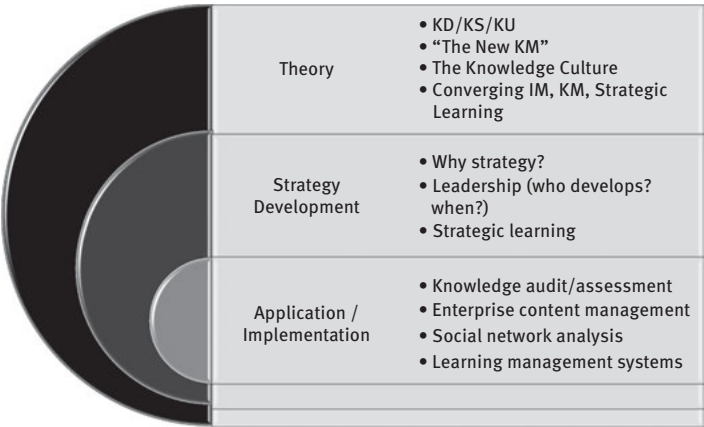 Theory
• KD/KS/KU
• “The New KM”
• The Knowledge Culture
• Converging IM, KM, Strategic
Learning
Strategy
Development
• Why strategy?
• Leadership (who develops?
when?)
• Strategic learning
Application /
Implementation
• Knowledge audit/assessment
• Enterprise content management
• Social network analysis
• Learning management systems